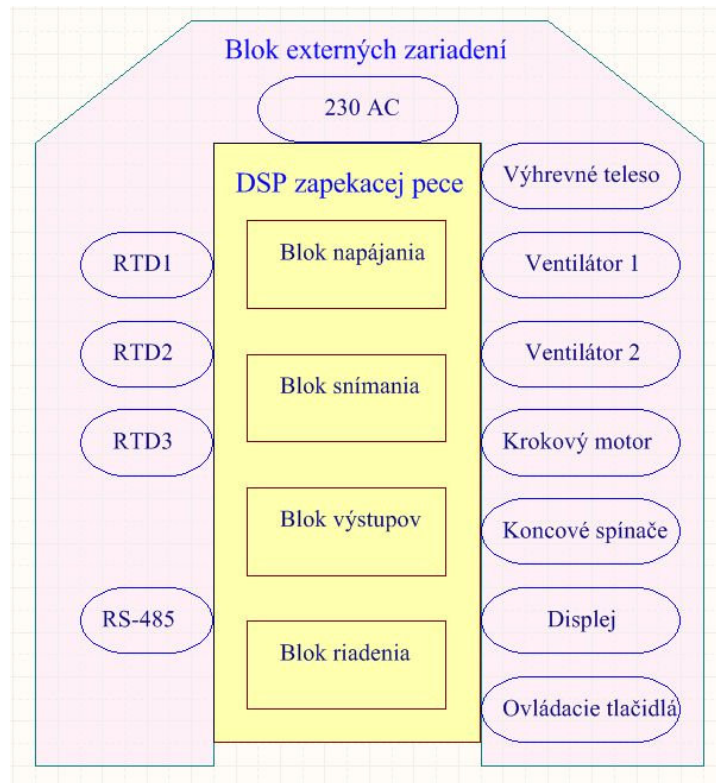 Blok externých zariadení
230 AC
DSP zapekacej pece
Výhrevné teleso
Blok napájania
RTD1
Ventilátor 1
RTD2
Ventilátor 2
Blok snímania
RTD3
Krokový motor
Blok výstupov
Koncové spínače
RS-485
Displej
Blok riadenia
Ovládacie tlačidlá